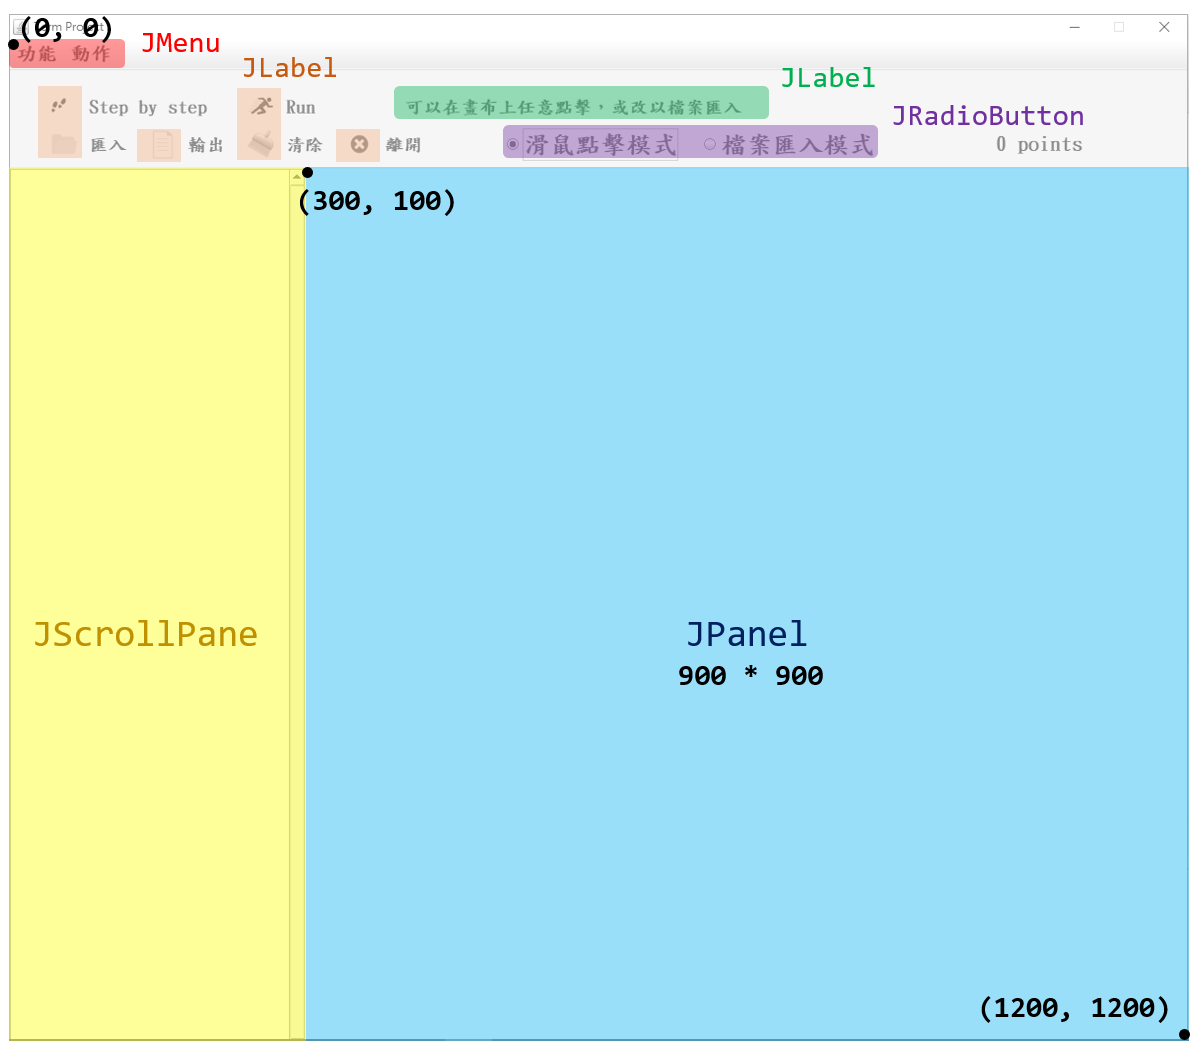 (0, 0)
Term Project
功能 動作
JMenu
JLabel
JLabel
JRadioButton
Step by step
Run
可以在畫布上任意點擊，或改以檔案匯入
匯入
輸出
清除
離開
滑鼠點擊模式
檔案匯入模式
0 points
(300, 100)
JScrollPane
JPanel
900 * 900
(1200, 1200)